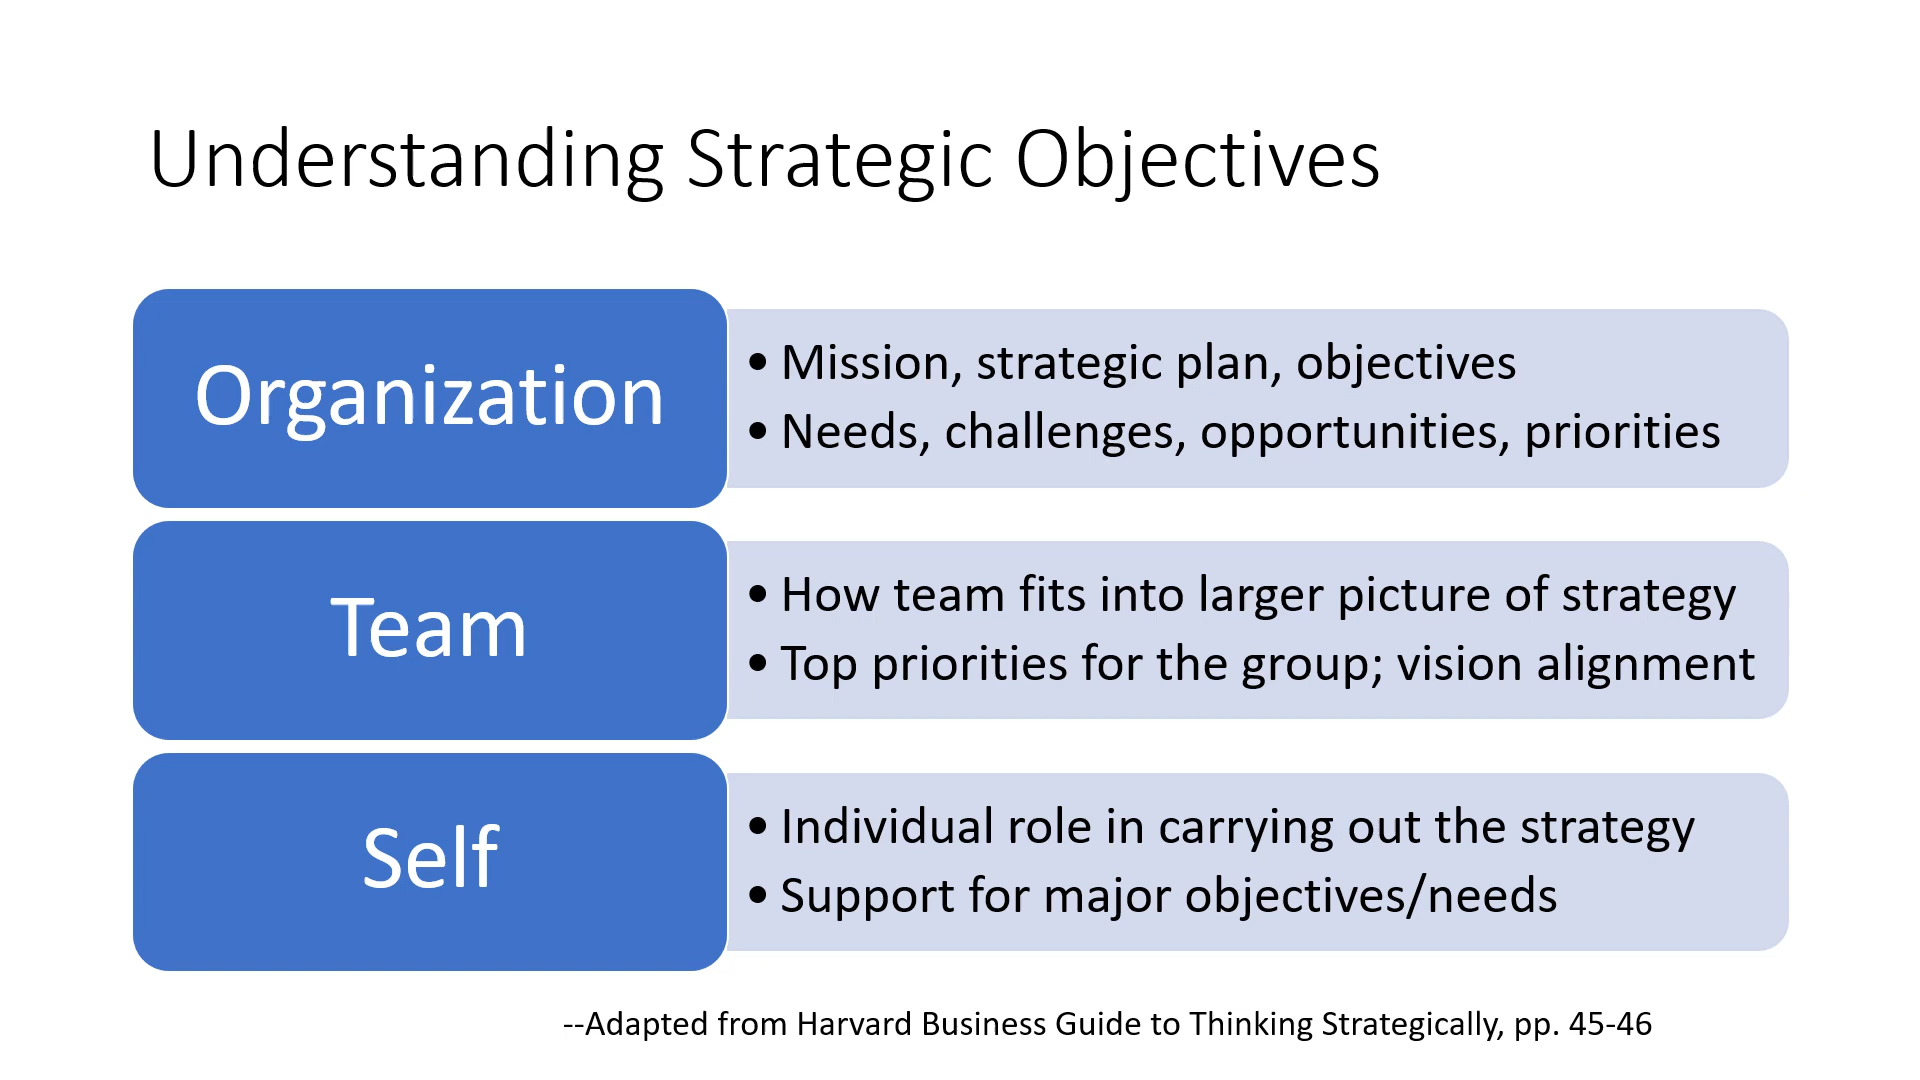 Understanding Strategic Objectives
Organization
• Mission, strategic plan, objectives
• Needs, challenges, opportunities, priorities
Team
• How team fits into larger picture of strategy
• Top priorities for the group; vision alignment
Self
• Individual role in carrying out the strategy
• Support for major objectives/needs
--Adapted from Harvard Business Guide to Thinking Strategically, pp. 45-46